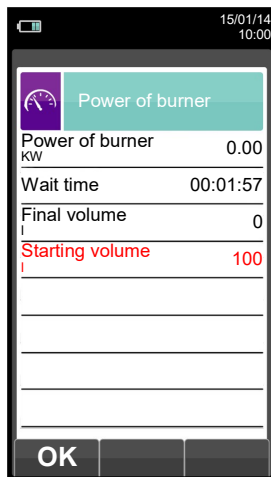 15/01/14
10:00
Power of burner
Power of burner 0.00
KW
Wait time 00:01:57
Final volume 0
l
Starting volume 100
l
OK